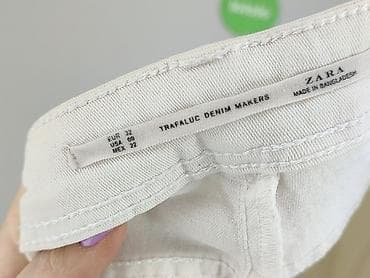 EUR 32
USA 00
MEX 22
TRAFALUC DENIM MAKERS
ZARA
MADE IN BANGLADESH